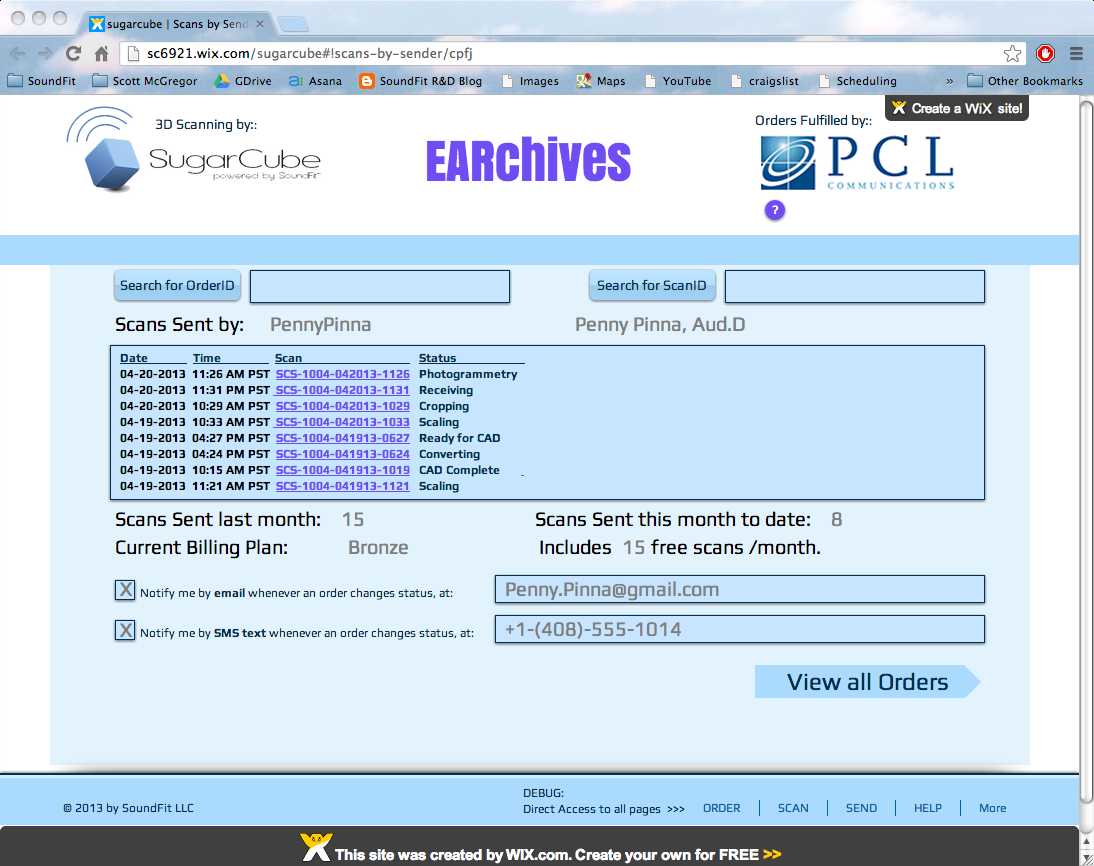 sugarcube | Scans by Send
sc6921.wix.com/sugarcube#!scans-by-sender/cpfj
SoundFit Scott McGregor GDrive Asana SoundFit R&D Blog Images Maps YouTube craigslist Scheduling » Other Bookmarks
Create a WiX site!
3D Scanning by::
Orders Fulfilled by::
SugarCube
powered by SoundFit
EARchives
PCL
COMMUNICATIONS
?
Search for OrderID
Search for ScanID
Scans Sent by: PennyPinna Penny Pinna, Aud.D
Date Time Scan Status
04-20-2013 11:26 AM PST SCS-1004-042013-1126 Photogrammetry
04-20-2013 11:31 PM PST SCS-1004-042013-1131 Receiving
04-20-2013 10:29 AM PST SCS-1004-042013-1029 Cropping
04-19-2013 10:33 AM PST SCS-1004-042013-1033 Scaling
04-19-2013 04:27 PM PST SCS-1004-041913-0627 Ready for CAD
04-19-2013 04:24 PM PST SCS-1004-041913-0624 Converting
04-19-2013 10:15 AM PST SCS-1004-041913-1019 CAD Complete
04-19-2013 11:21 AM PST SCS-1004-041913-1121 Scaling
Scans Sent last month: 15 Scans Sent this month to date: 8
Current Billing Plan: Bronze Includes 15 free scans /month.
X Notify me by email whenever an order changes status, at: Penny.Pinna@gmail.com
X Notify me by SMS text whenever an order changes status, at: +1-(408)-555-1014
View all Orders
DEBUG:
© 2013 by SoundFit LLC Direct Access to all pages >>> ORDER SCAN SEND HELP More
This site was created by WIX.com. Create your own for FREE >>